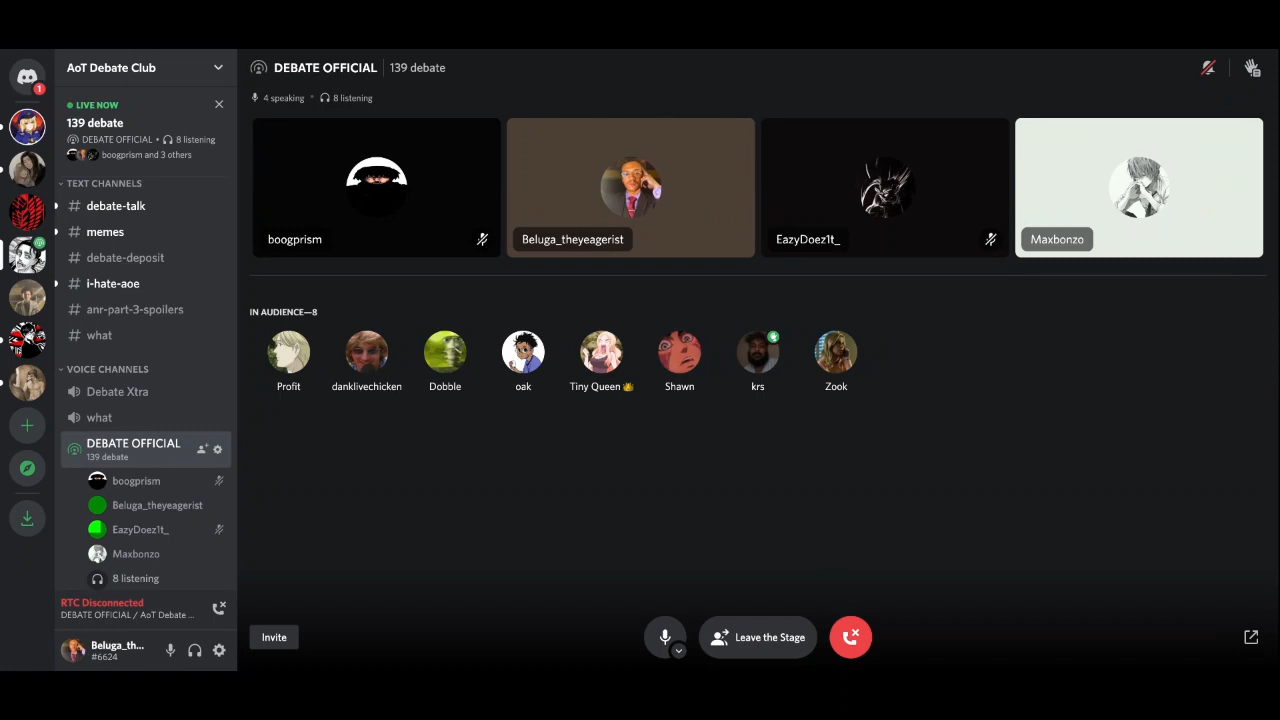 AoT Debate Club
1
LIVE NOW
139 debate
DEBATE OFFICIAL • 8 listening
boogprism and 3 others
TEXT CHANNELS
# debate-talk
# memes
# debate-deposit
# i-hate-aoe
# anr-part-3-spoilers
# what
VOICE CHANNELS
Debate Xtra
what
DEBATE OFFICIAL
139 debate
boogprism
Beluga_theyeagerist
EazyDoez1t_
Maxbonzo
8 listening
RTC Disconnected
DEBATE OFFICIAL / AoT Debate ...
Beluga_th...
#6624
DEBATE OFFICIAL 139 debate
4 speaking • 8 listening
boogprism Beluga_theyeagerist EazyDoez1t_ Maxbonzo
IN AUDIENCE—8
Profit danklivechicken Dobble oak Tiny Queen 👑 Shawn krs Zook
Invite Leave the Stage